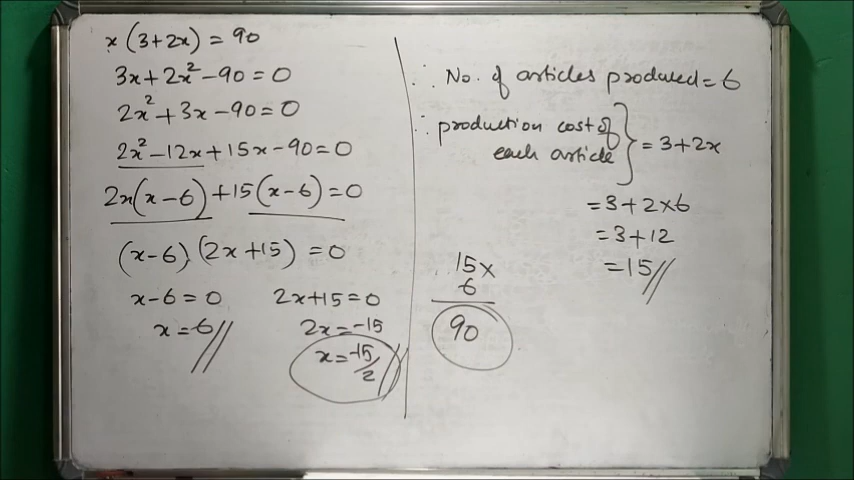 x(3+2x) = 90
3x+2x²-90=0
2x²+3x-90=0
2x²-12x+15x-90=0
2x(x-6)+15(x-6)=0
(x-6)(2x+15)=0
x-6=0 2x+15=0
x=6// 2x=-15
x=-15/2//
∴ No. of articles produced=6
∴ production cost of
each article } = 3+2x
=3+2×6
=3+12
=15//
15×
6
90